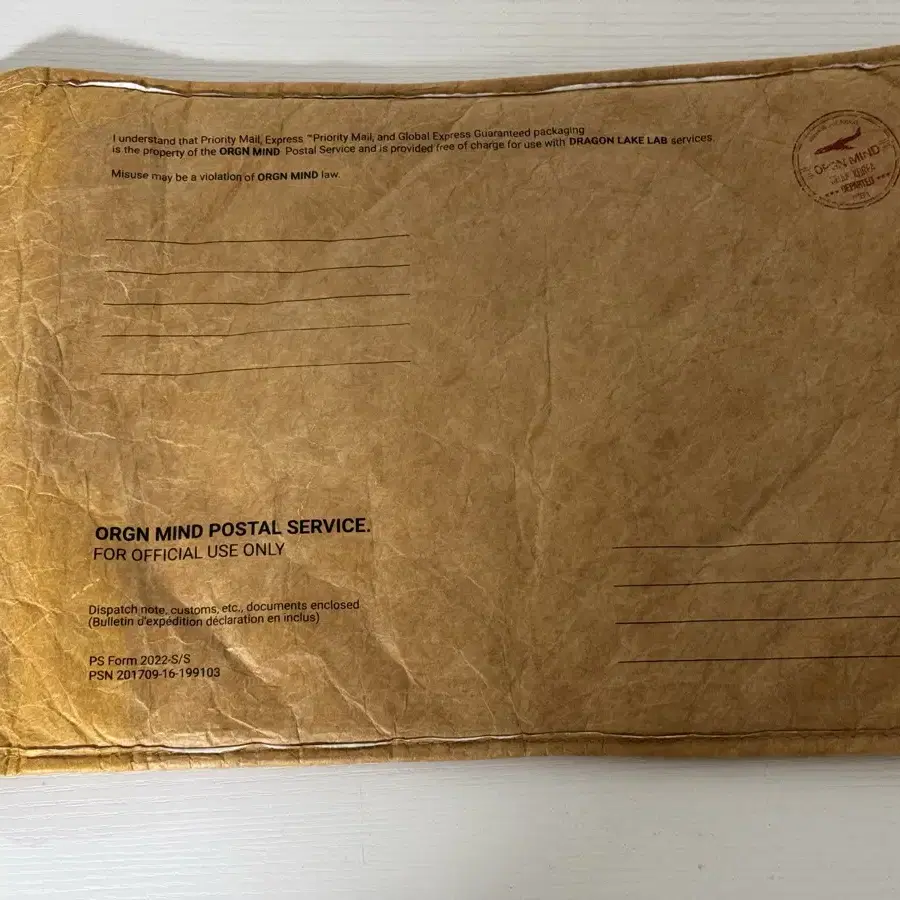 I understand that Priority Mail, Express ™Priority Mail, and Global Express Guaranteed packaging
is the property of the ORGN MIND Postal Service and is provided free of charge for use with DRAGON LAKE LAB services.
Misuse may be a violation of ORGN MIND law.
ORGN MIND
DEPARTED
ORGN MIND POSTAL SERVICE.
FOR OFFICIAL USE ONLY
Dispatch note, customs, etc., documents enclosed
(Bulletin d'expédition déclaration en inclus)
PS Form 2022-S/S
PSN 201709-16-199103